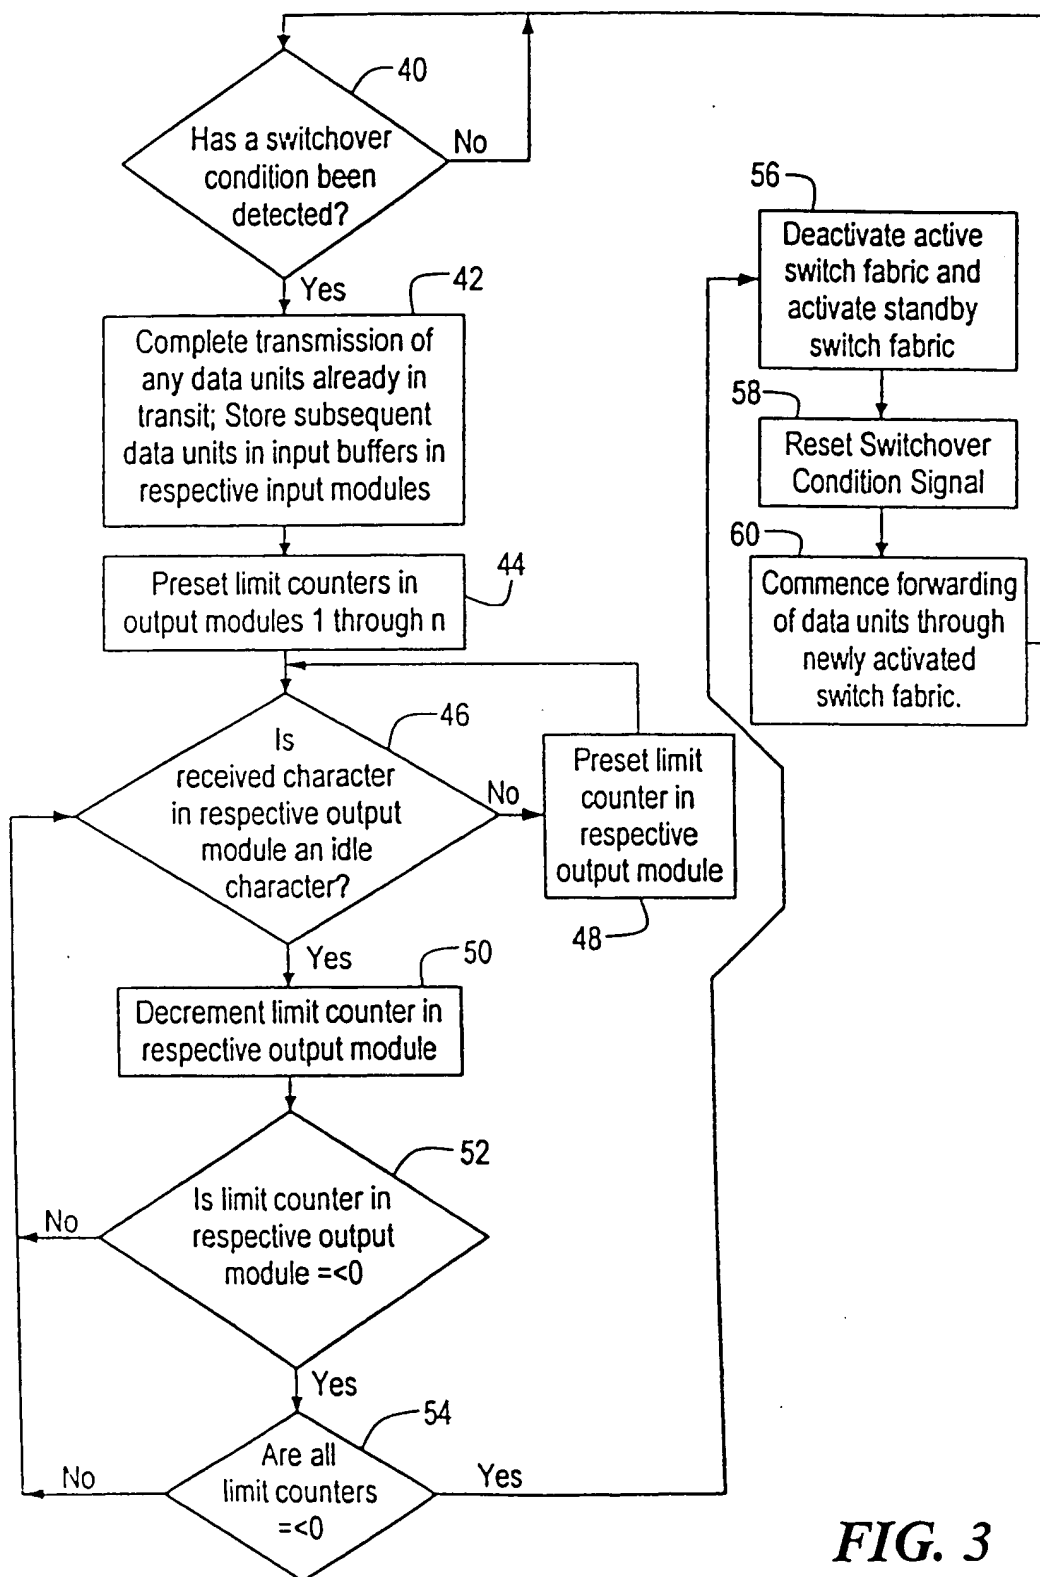 40
Has a switchover
condition been
detected?
No
Yes
42
Complete transmission of
any data units already in
transit; Store subsequent
data units in input buffers in
respective input modules
44
Preset limit counters in
output modules 1 through n
46
Is
received character
in respective output
module an idle
character?
No
Preset limit
counter in
respective
output module
48
Yes
50
Decrement limit counter in
respective output module
52
Is limit counter in
respective output
module =<0
No
Yes
54
Are all
limit counters
=<0
No
Yes
56
Deactivate active
switch fabric and
activate standby
switch fabric
58
Reset Switchover
Condition Signal
60
Commence forwarding
of data units through
newly activated
switch fabric.
FIG. 3